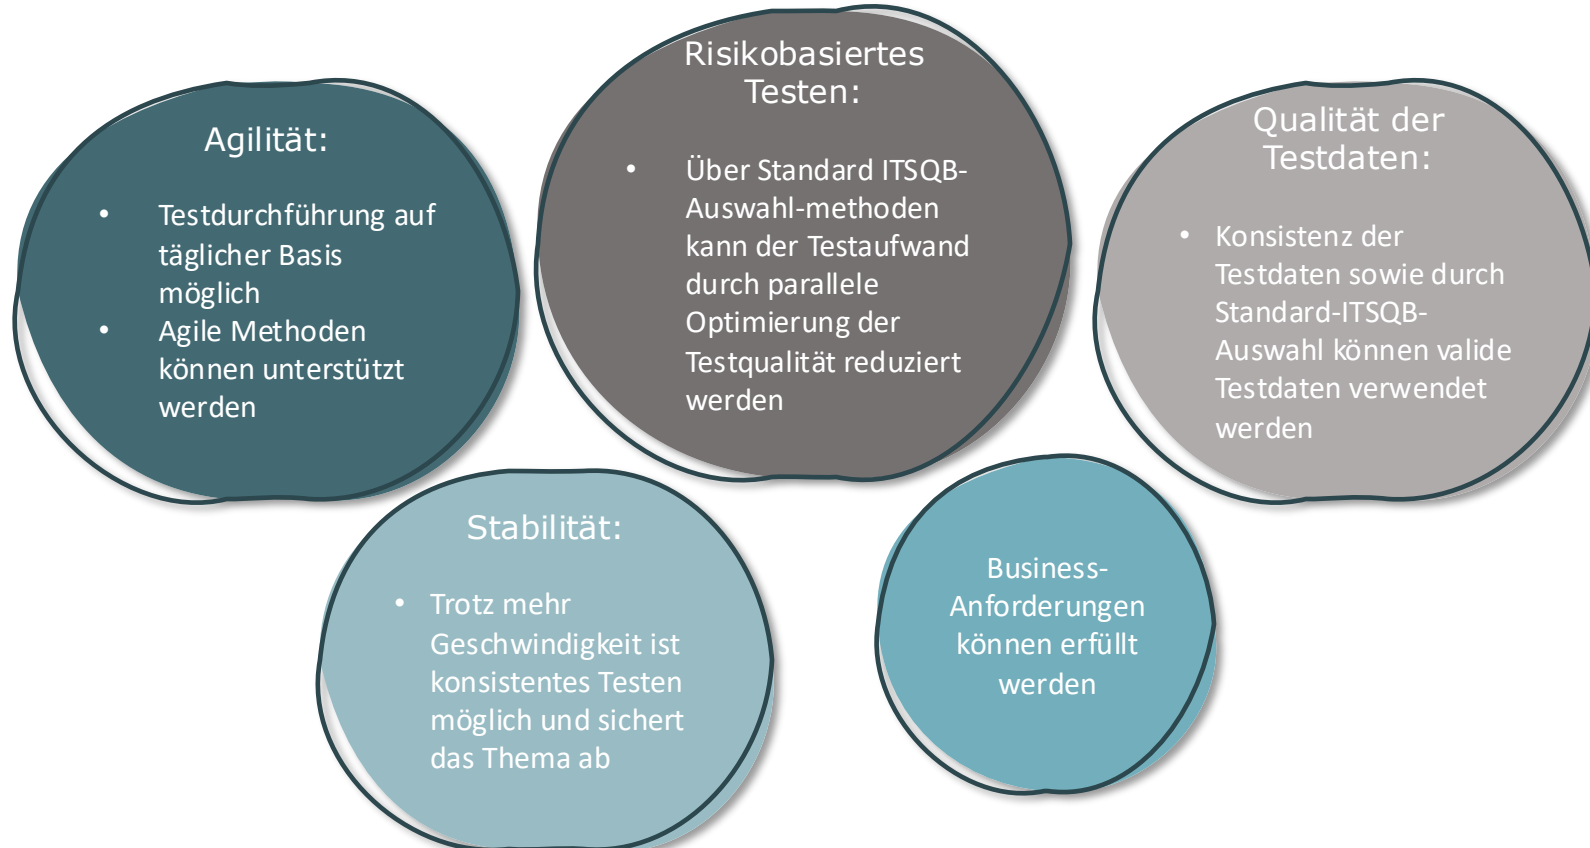 Agilität:
• Testdurchführung auf
täglicher Basis
möglich
• Agile Methoden
können unterstützt
werden
Risikobasiertes
Testen:
• Über Standard ITSQB-
Auswahl-methoden
kann der Testaufwand
durch parallele
Optimierung der
Testqualität reduziert
werden
Qualität der
Testdaten:
• Konsistenz der
Testdaten sowie durch
Standard-ITSQB-
Auswahl können valide
Testdaten verwendet
werden
Stabilität:
• Trotz mehr
Geschwindigkeit ist
konsistentes Testen
möglich und sichert
das Thema ab
Business-
Anforderungen
können erfüllt
werden